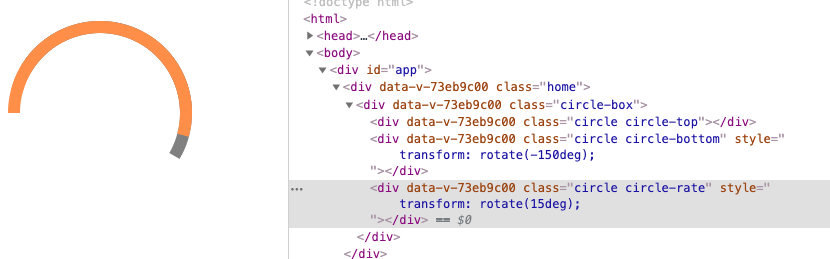 <!doctype html>
<html>
▶<head>…</head>
▼<body>
▼<div id="app">
▼<div data-v-73eb9c00 class="home">
▼<div data-v-73eb9c00 class="circle-box">
<div data-v-73eb9c00 class="circle circle-top"></div>
<div data-v-73eb9c00 class="circle circle-bottom" style="
transform: rotate(-150deg);
"></div>
… <div data-v-73eb9c00 class="circle circle-rate" style="
transform: rotate(15deg);
"></div> == $0
</div>
</div>